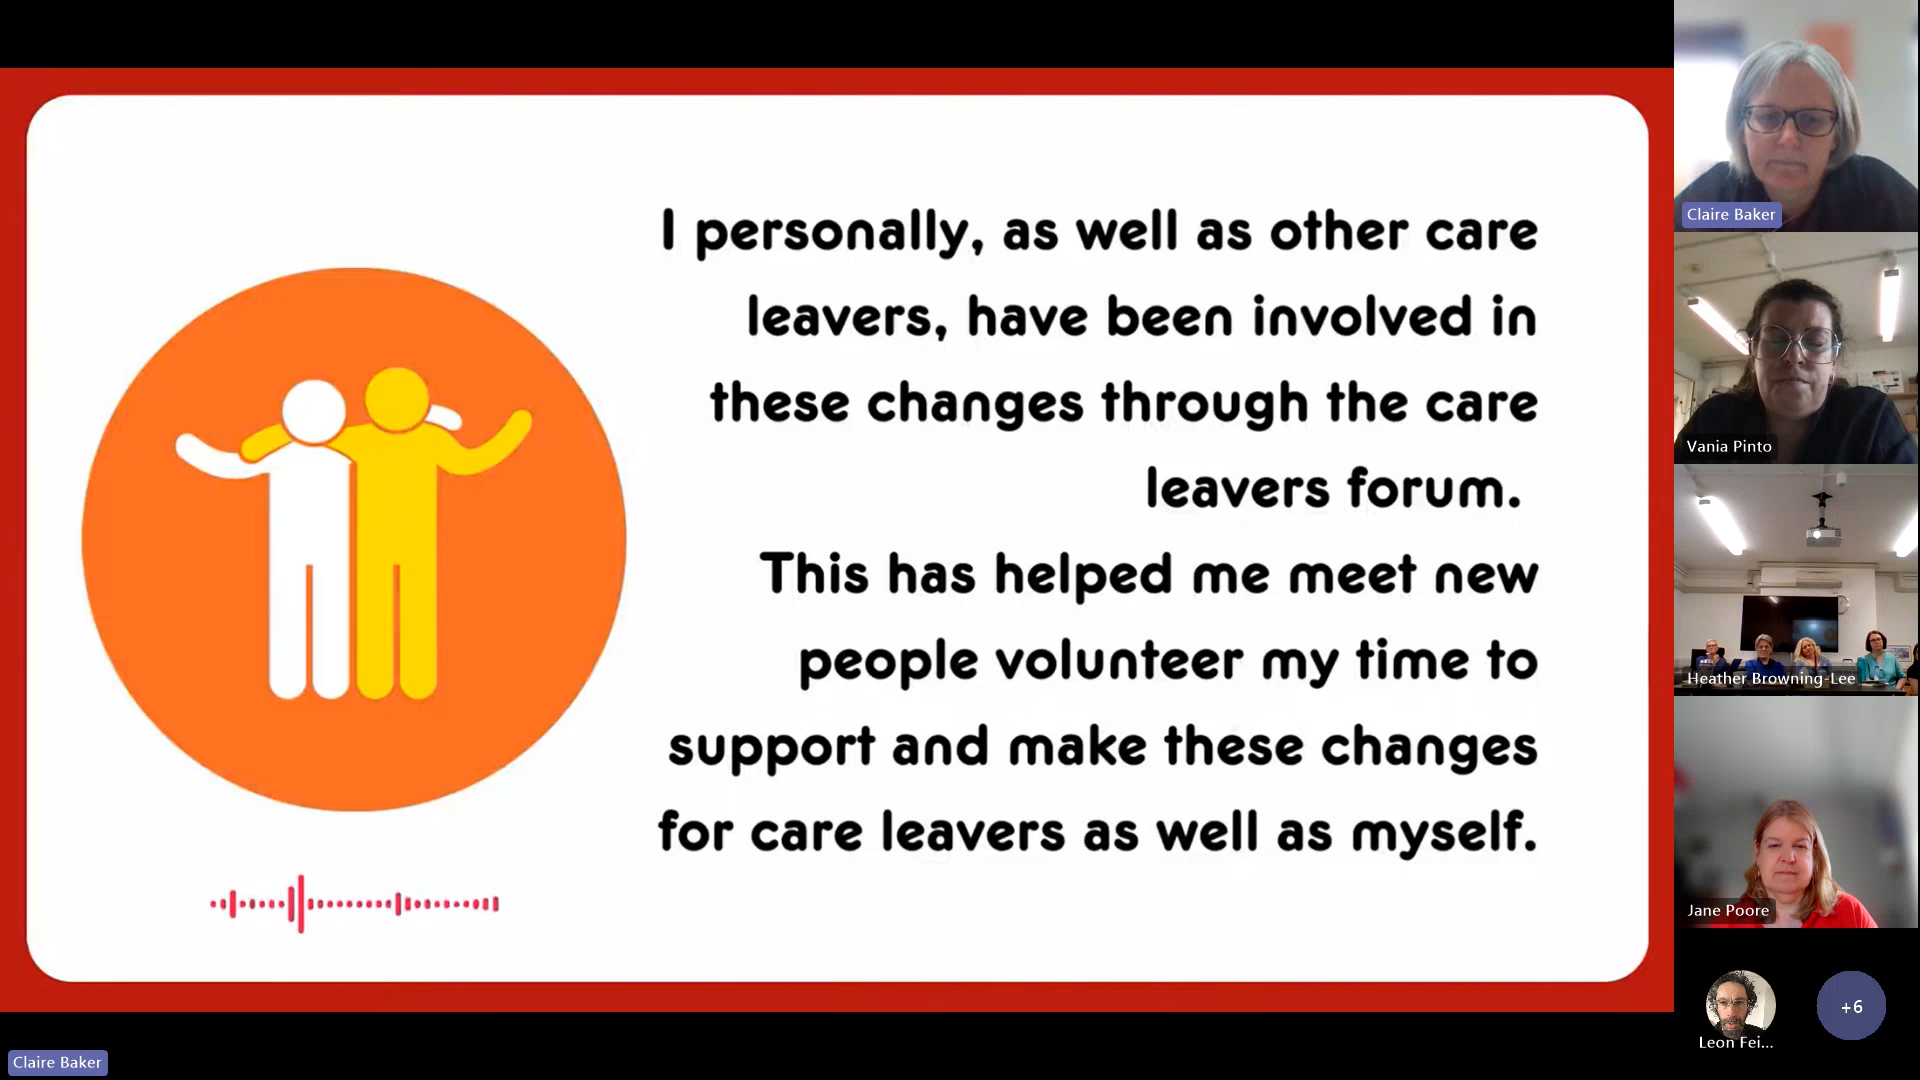 I personally, as well as other care
leavers, have been involved in
these changes through the care
leavers forum.
This has helped me meet new
people volunteer my time to
support and make these changes
for care leavers as well as myself.
Claire Baker
Vania Pinto
Heather Browning-Lee
Jane Poore
Leon Fei...
+6
Claire Baker